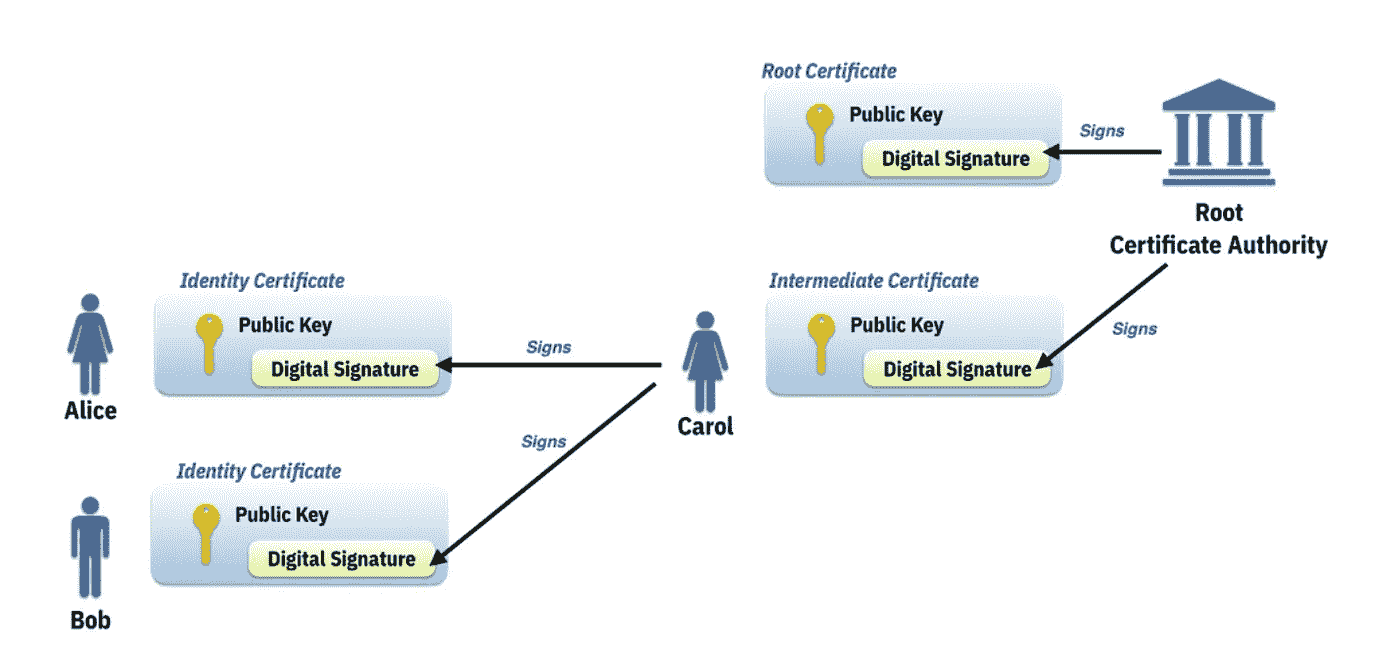 Root Certificate
Public Key
Signs
Digital Signature
Root
Certificate Authority
Identity Certificate
Intermediate Certificate
Public Key
Public Key
Signs
Signs
Digital Signature
Digital Signature
Alice
Carol
Signs
Identity Certificate
Public Key
Digital Signature
Bob